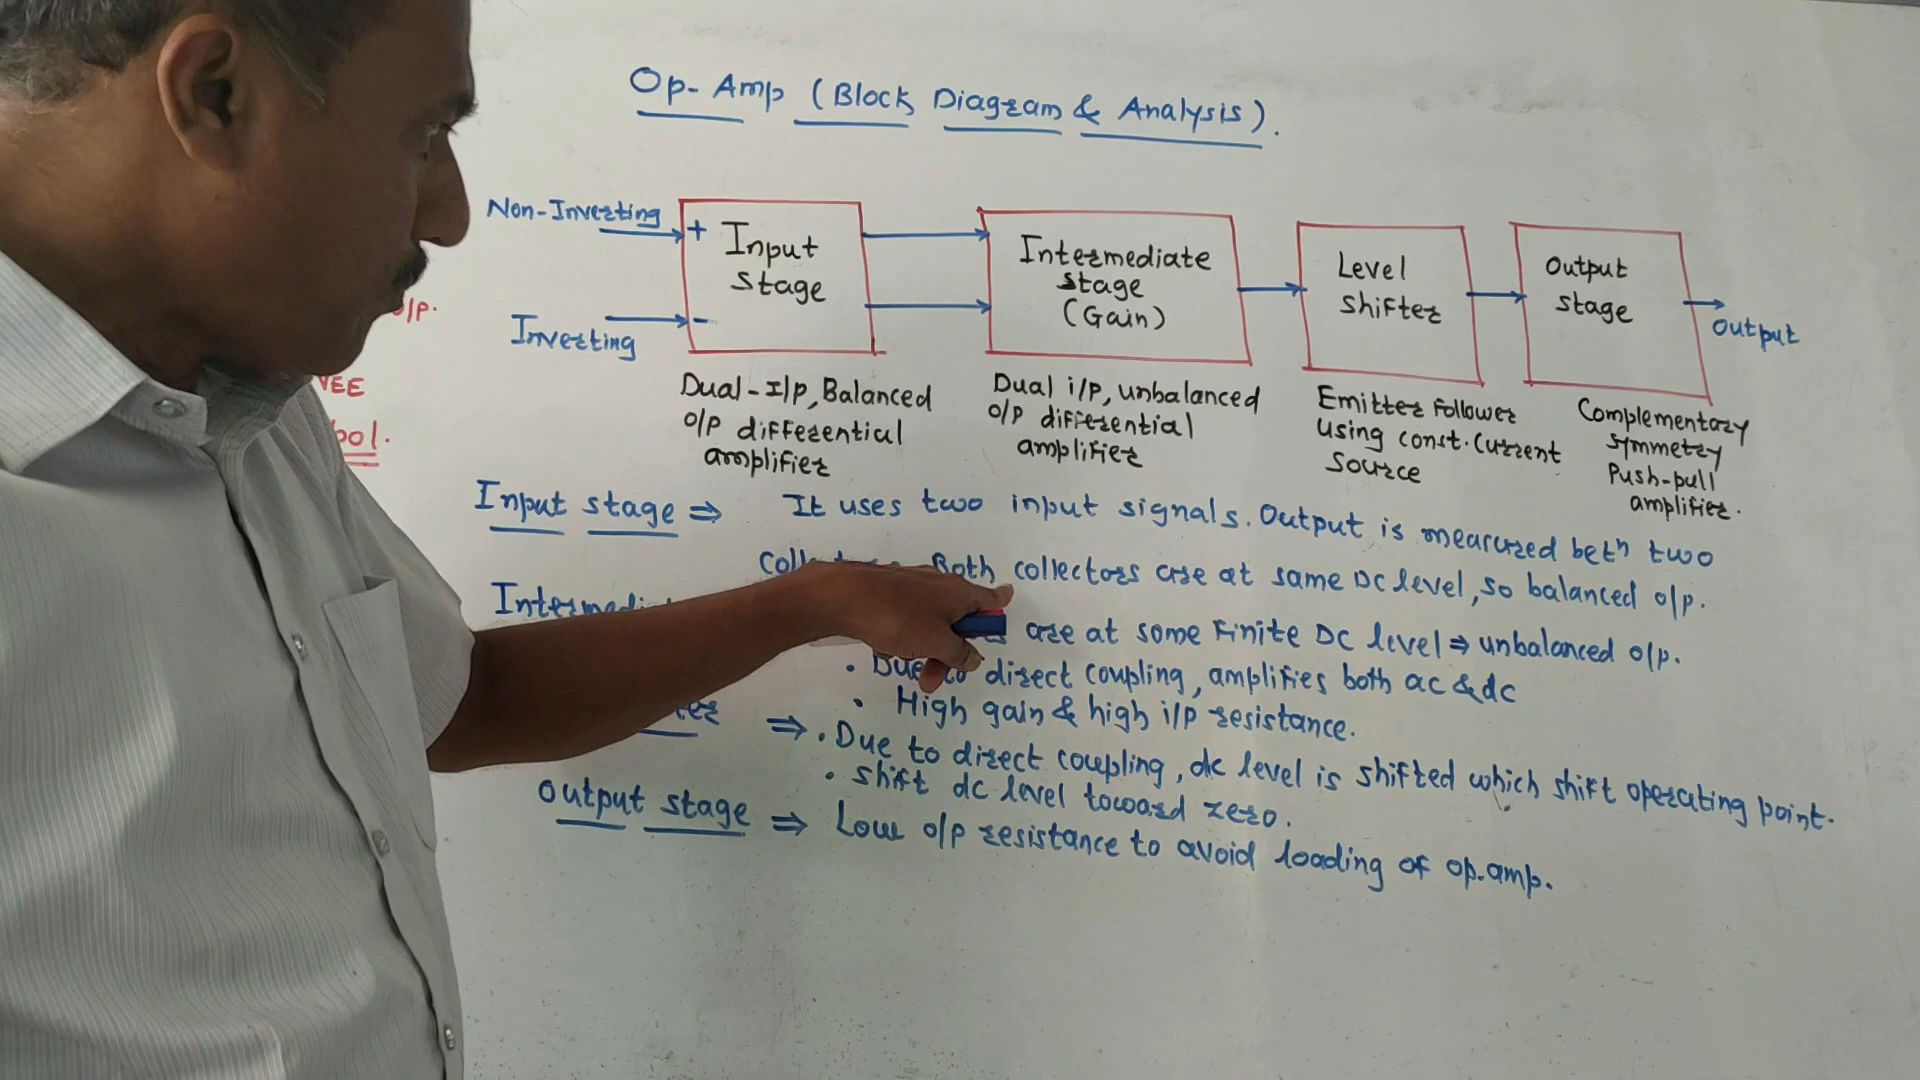 Op-Amp (Block Diagram & Analysis).
Non-Inverting
+
Input
stage
Inverting
-
Intermediate
stage
(Gain)
Level
shifter
Output
stage
Output
Dual-I/p, Balanced
o/p differential
amplifier
Dual i/p, unbalanced
o/p differential
amplifier
Emitter Follower
using const. current
source
Complementary
symmetry
Push-pull
amplifier.
o/p.
VEE
bol.
Input stage ⇒ It uses two input signals. Output is mearured betn two
Both collectors are at same DC level, so balanced o/p.
are at some Finite DC level ⇒ unbalanced o/p.
• Due to direct coupling, amplifies both ac & dc
• High gain & high i/p resistance.
⇒ • Due to direct coupling, dc level is shifted which shift operating point.
• shift dc level toward zero.
Output stage ⇒ Low o/p resistance to avoid loading of op.amp.